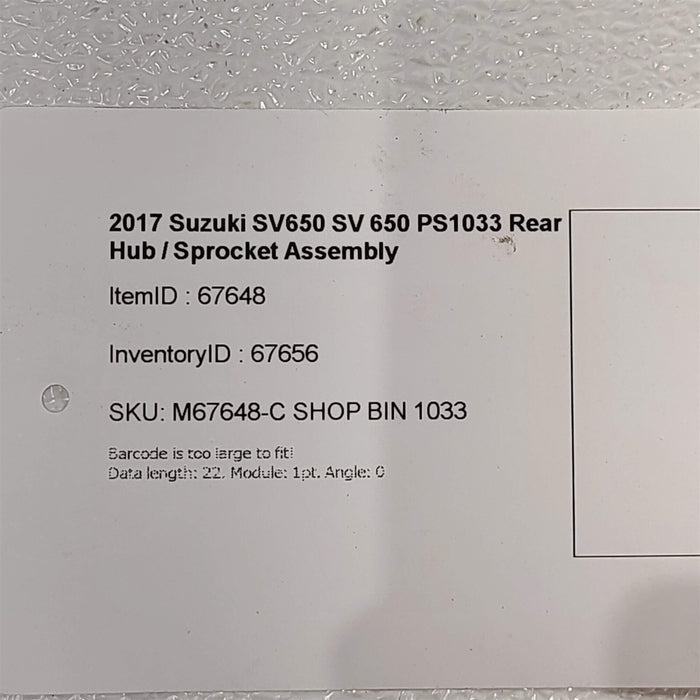 2017 Suzuki SV650 SV 650 PS1033 Rear
Hub / Sprocket Assembly
ItemID : 67648
InventoryID : 67656
SKU: M67648-C SHOP BIN 1033
Barcode is too large to fit!
Data length: 22. Module: 1pt. Angle: 0